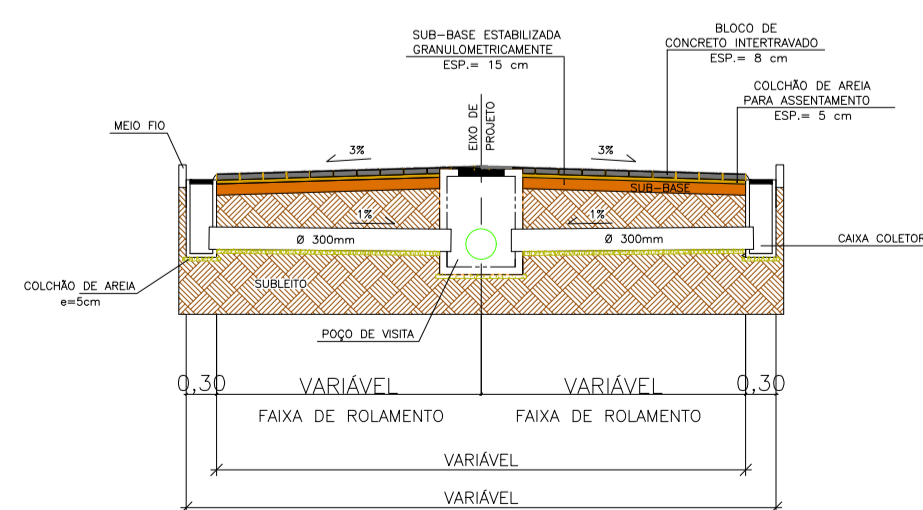 SUB-BASE ESTABILIZADA
GRANULOMETRICAMENTE
ESP.= 15 cm
BLOCO DE
CONCRETO INTERTRAVADO
ESP.= 8 cm
COLCHÃO DE AREIA
PARA ASSENTAMENTO
ESP.= 5 cm
MEIO FIO
EIXO DE
PROJETO
3%
3%
SUB-BASE
1%
1%
Ø 300mm
Ø 300mm
CAIXA COLETOR
COLCHÃO DE AREIA
e=5cm
SUBLEITO
POÇO DE VISITA
0,30
VARIÁVEL
VARIÁVEL
0,30
FAIXA DE ROLAMENTO
FAIXA DE ROLAMENTO
VARIÁVEL
VARIÁVEL